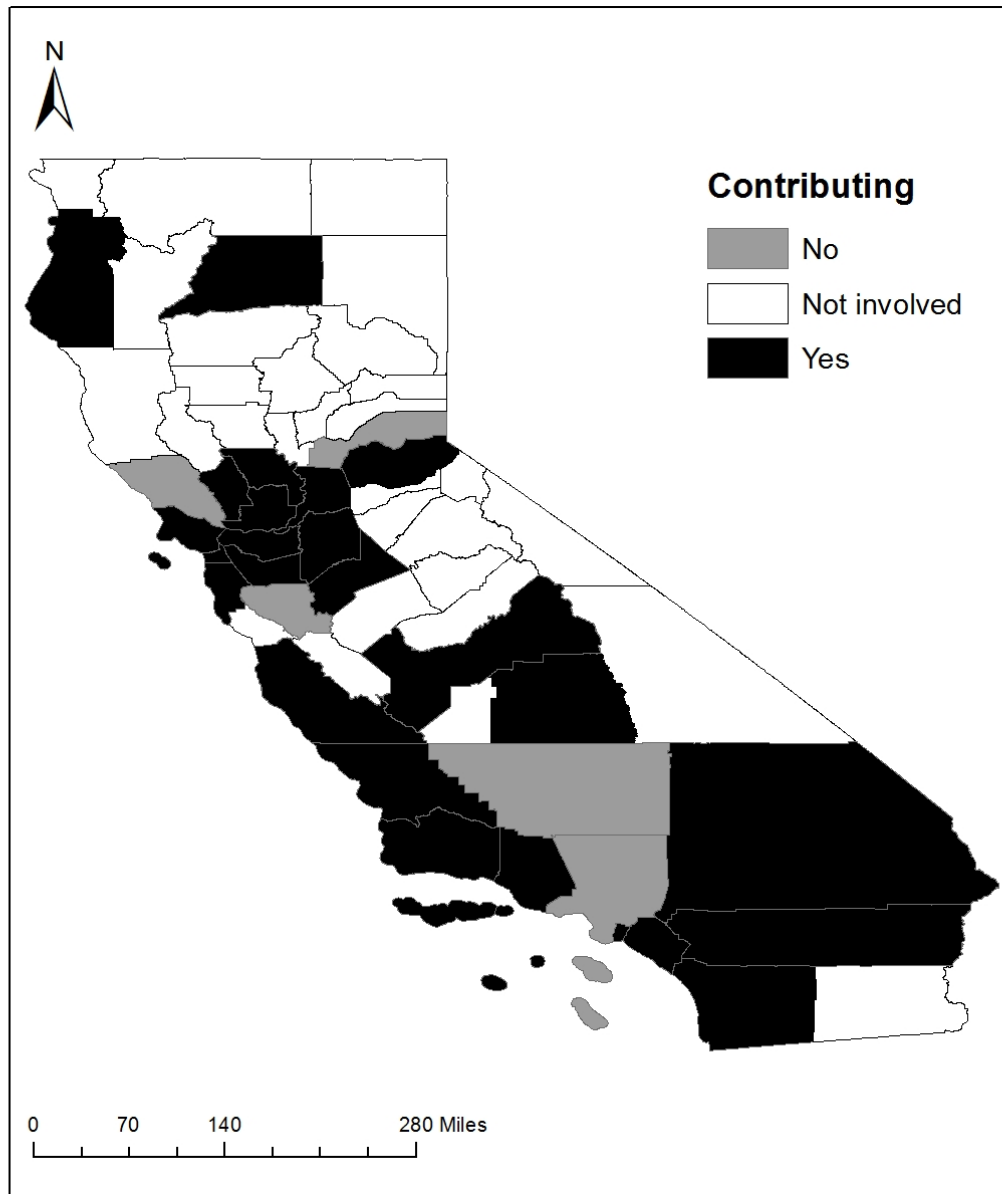 N
Contributing
No
Not involved
Yes
0 70 140 280 Miles